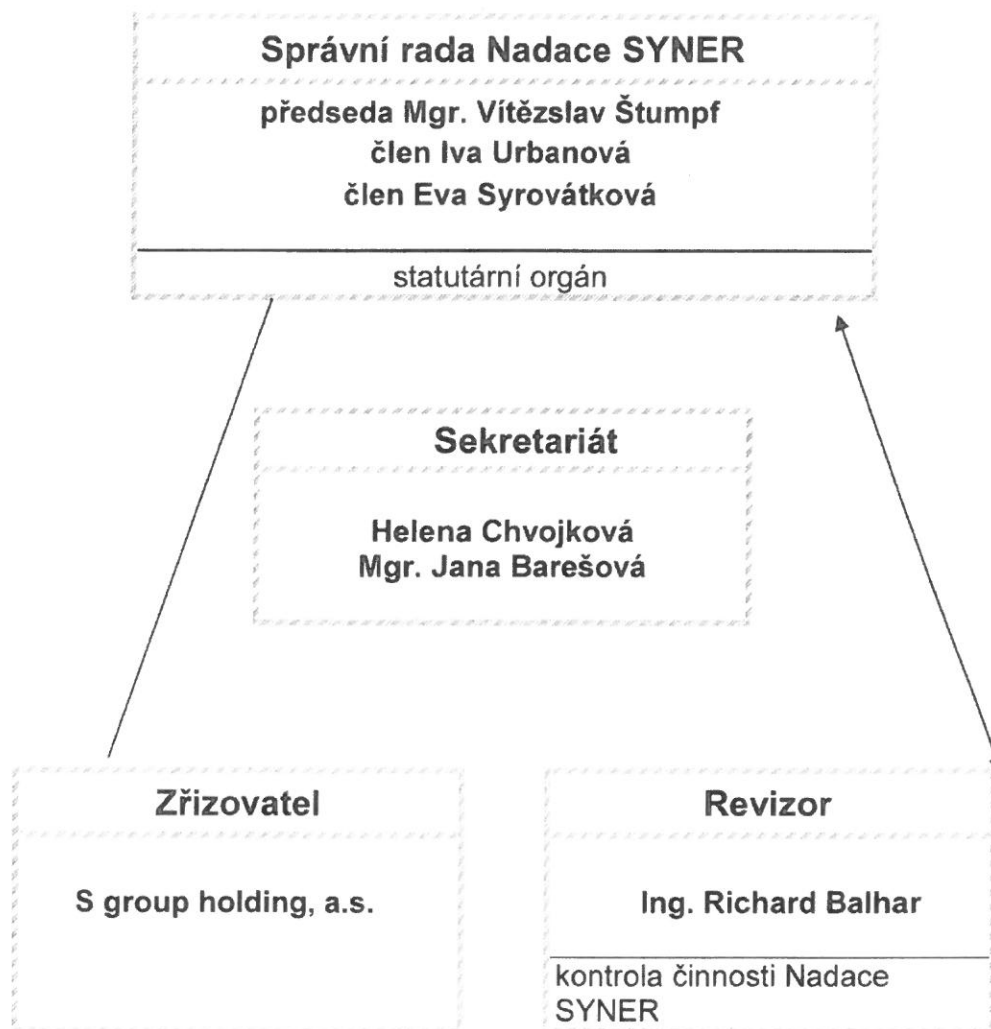 Správní rada Nadace SYNER
předseda Mgr. Vítězslav Štumpf
člen Iva Urbanová
člen Eva Syrovátková
statutární orgán
Sekretariát
Helena Chvojková
Mgr. Jana Barešová
Zřizovatel
S group holding, a.s.
Revizor
Ing. Richard Balhar
kontrola činnosti Nadace
SYNER